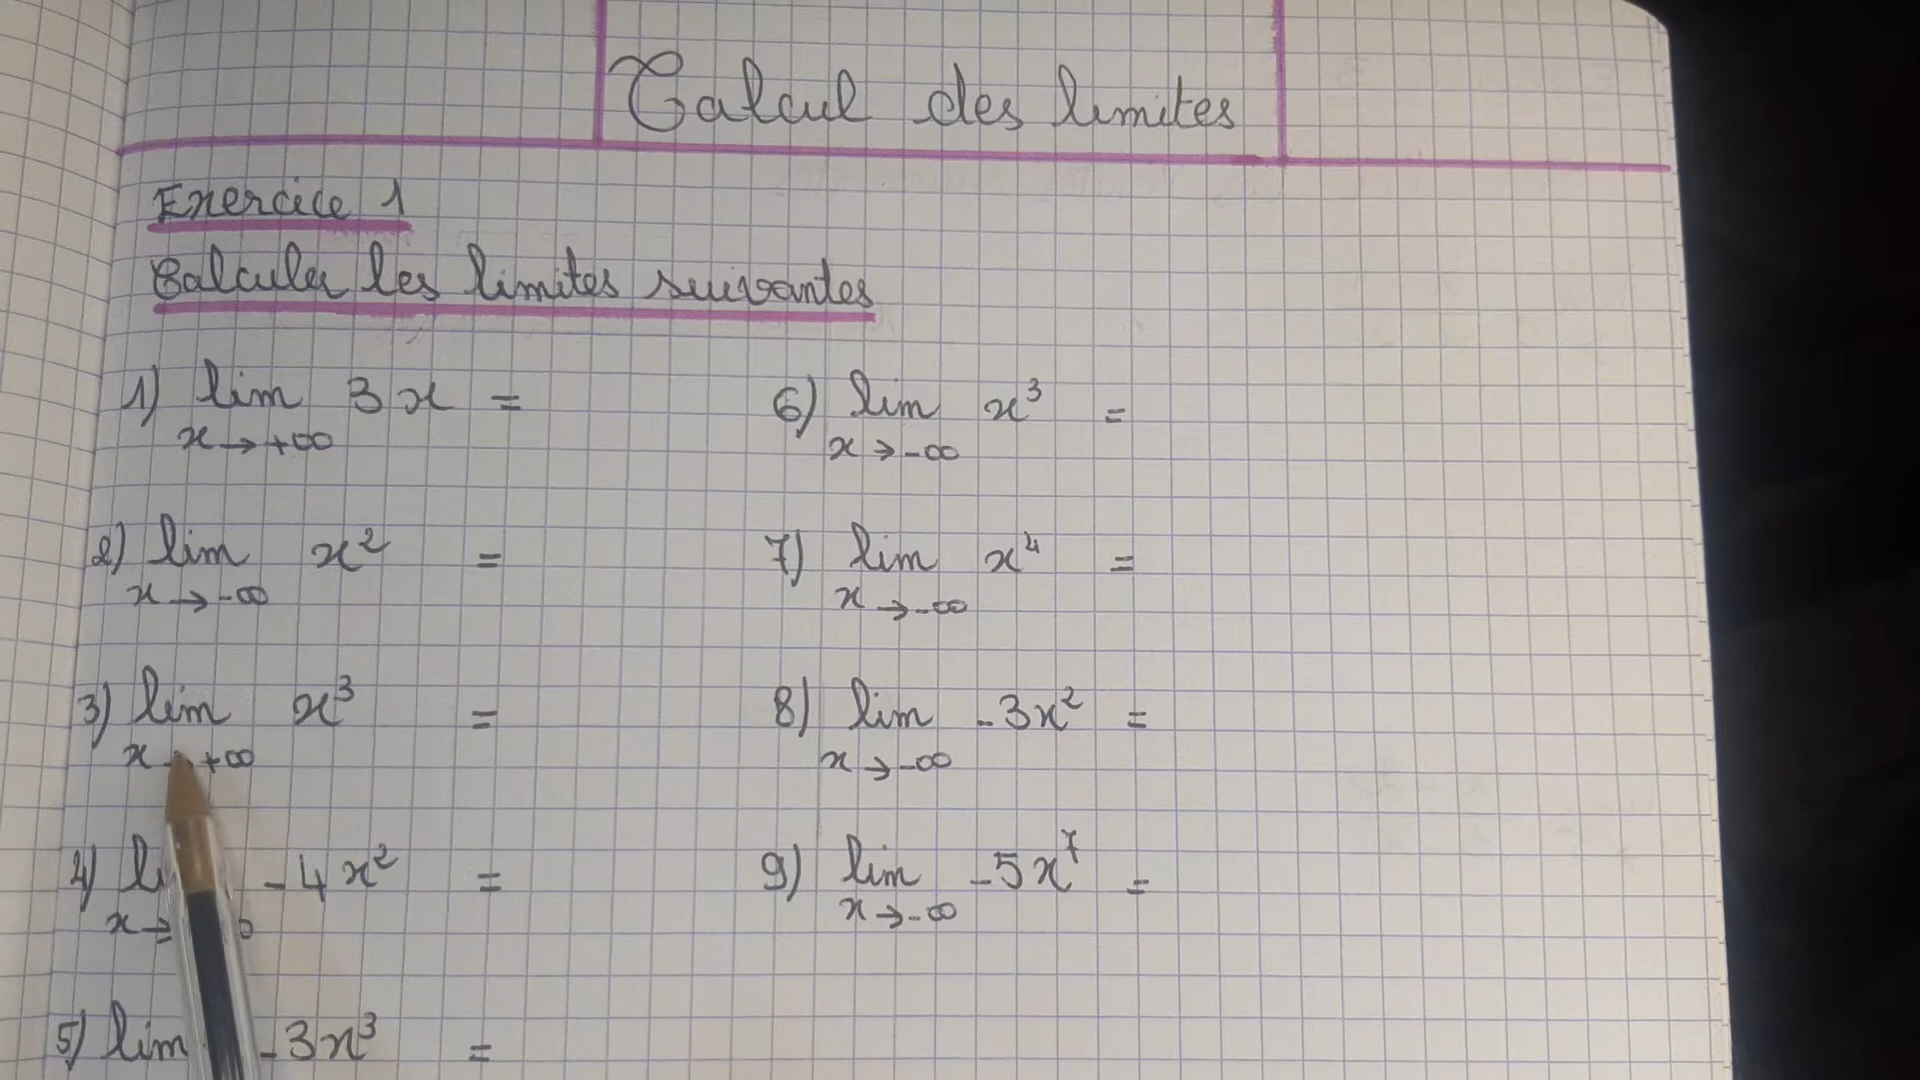 Calcul des limites
Exercice 1
Calculer les limites suivantes
1) lim 3x =
x → +∞
2) lim x² =
x → -∞
3) lim x³ =
x → +∞
4) - 4x² =
x →
5) lim - 3x³ =
6) lim x³ =
x → -∞
7) lim x⁴ =
x → -∞
8) lim - 3x² =
x → -∞
9) lim - 5x⁷ =
x → -∞